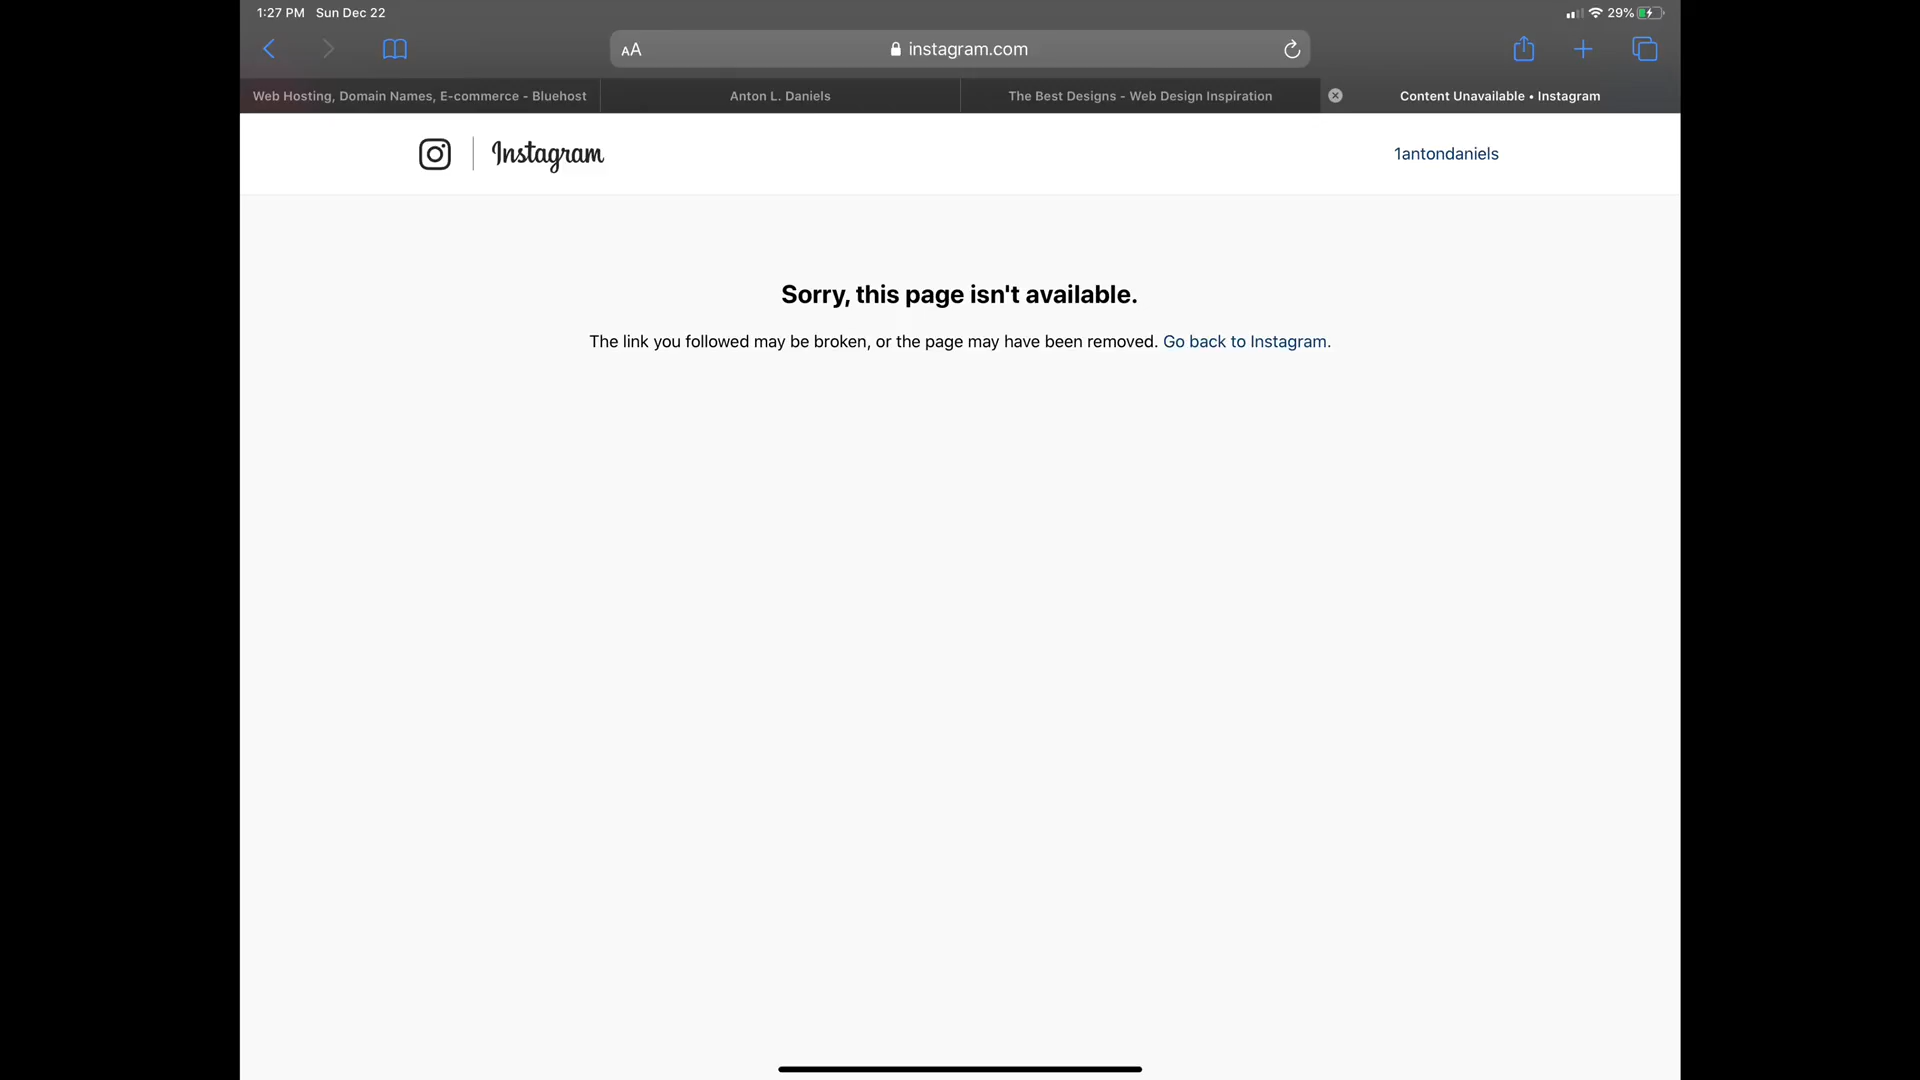 1:27 PM Sun Dec 22
29%
AA
instagram.com
Web Hosting, Domain Names, E-commerce - Bluehost
Anton L. Daniels
The Best Designs - Web Design Inspiration
Content Unavailable • Instagram
Instagram
1antondaniels
Sorry, this page isn't available.
The link you followed may be broken, or the page may have been removed. Go back to Instagram.